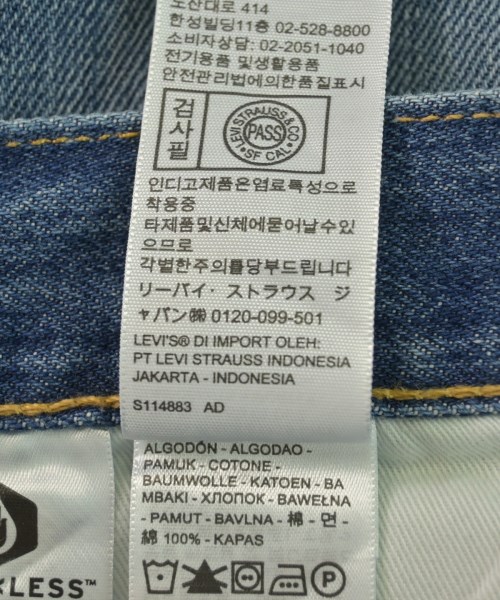 노산대로 414
한성빌딩11층 02-528-8800
소비자상담: 02-2051-1040
전기용품 및생활용품
안전관리법에의한품질표시
검사필
LEVI STRAUSS & CO
PASS
SF CAL
인디고제품은염료특성으로
착용중
타제품및신체에묻어날수있
으므로
각별한주의를당부드립니다
リーバイ・ストラウス ジ
ャパン㈱ 0120-099-501
LEVI'S® DI IMPORT OLEH:
PT LEVI STRAUSS INDONESIA
JAKARTA - INDONESIA
S114883 AD
ALGODÓN - ALGODAO -
PAMUK - COTONE -
BAUMWOLLE - KATOEN - BA
MBAKI - ХЛОПОК - BAWEŁNA
- PAMUT - BAVLNA - 棉 - 면 -
綿 100% - KAPAS
P
LESS™